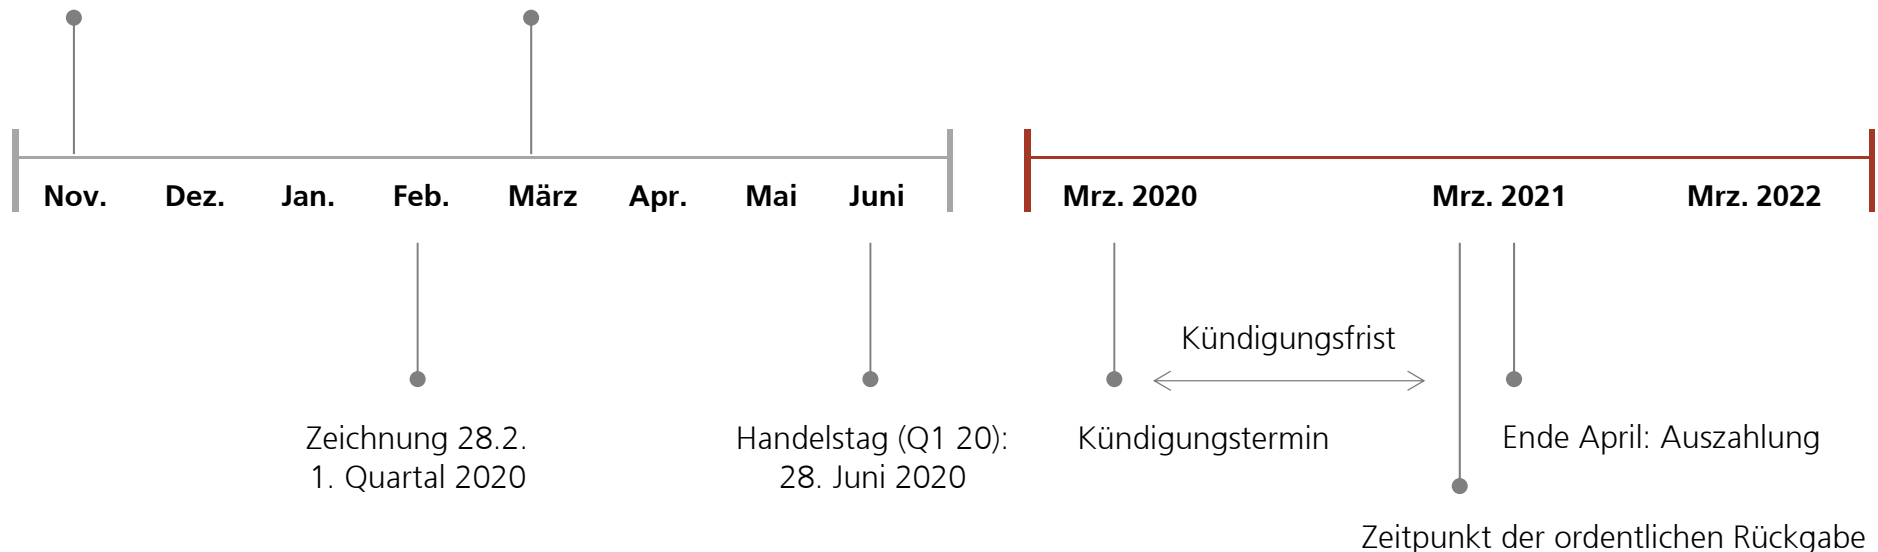 Nov. Dez. Jan. Feb. März Apr. Mai Juni
Mrz. 2020 Mrz. 2021 Mrz. 2022
Kündigungsfrist
Zeichnung 28.2.
1. Quartal 2020
Handelstag (Q1 20):
28. Juni 2020
Kündigungstermin
Ende April: Auszahlung
Zeitpunkt der ordentlichen Rückgabe